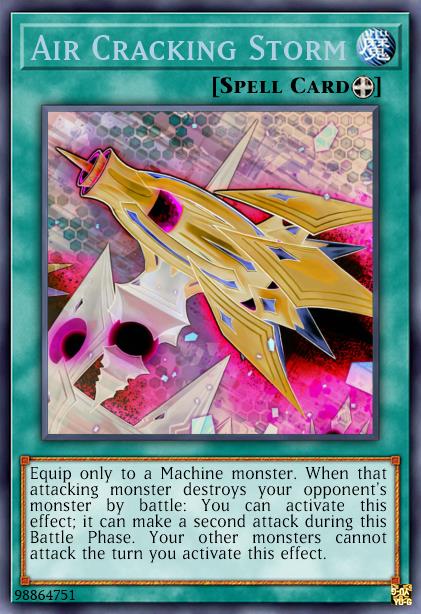 Air Cracking Storm
魔
[Spell Card]
Equip only to a Machine monster. When that
attacking monster destroys your opponent's
monster by battle: You can activate this
effect; it can make a second attack during this
Battle Phase. Your other monsters cannot
attack the turn you activate this effect.
98864751